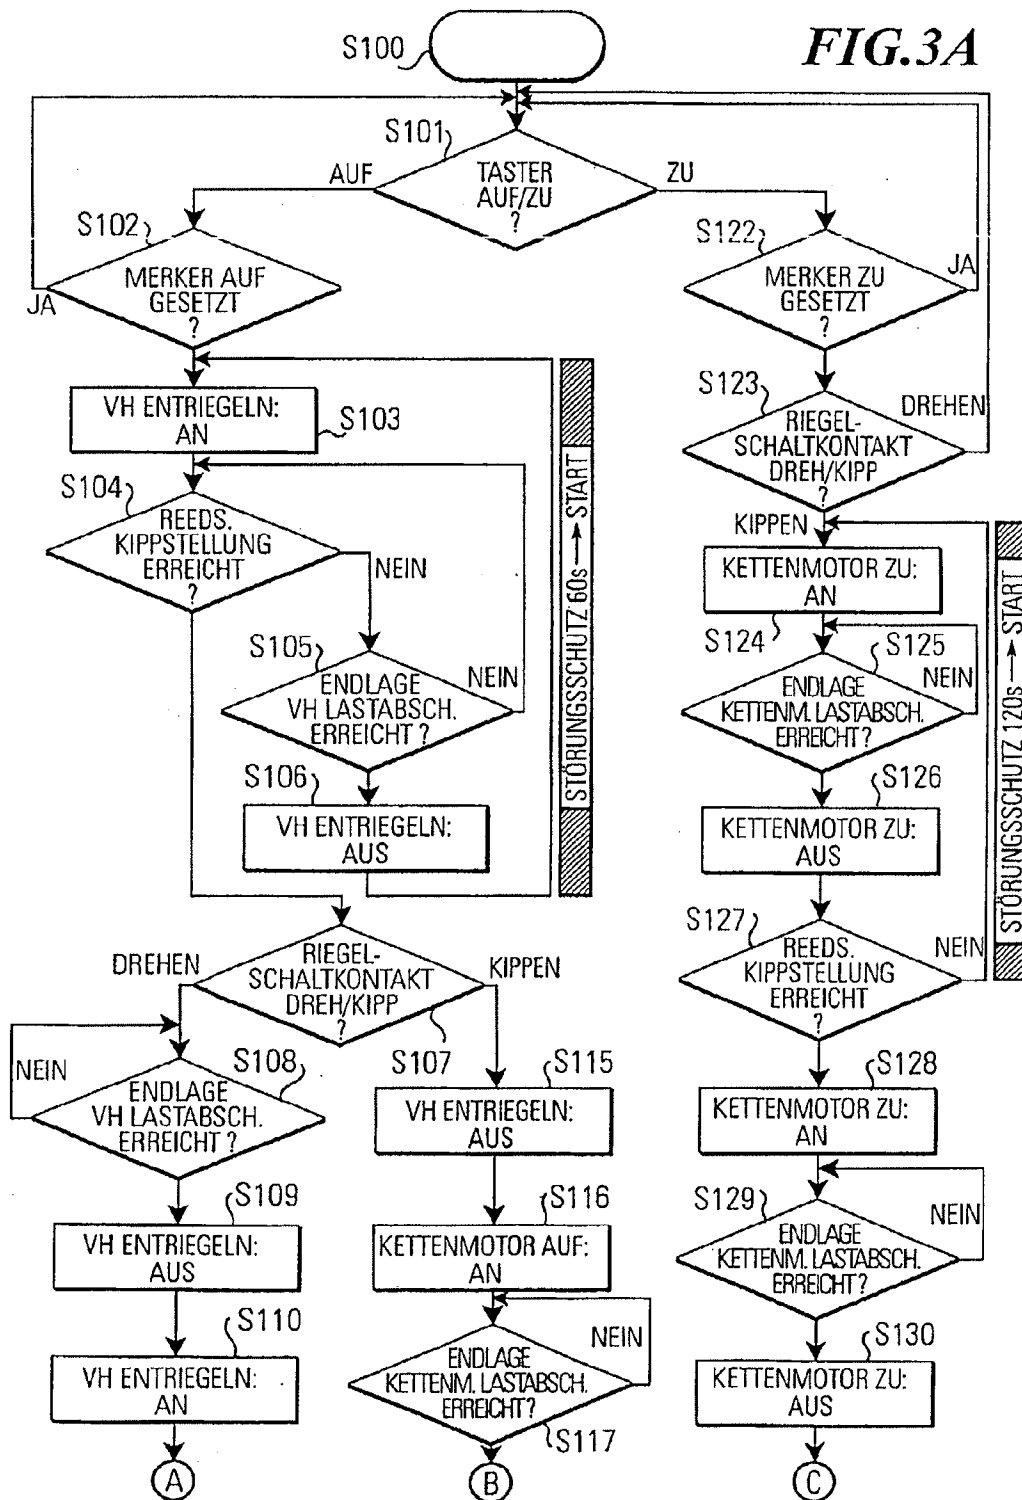 FIG.3A
S100
S101
TASTER
AUF/ZU
?
AUF
ZU
S102
MERKER AUF
GESETZT
?
JA
S122
MERKER ZU
GESETZT
?
JA
VH ENTRIEGELN:
AN
S103
S104
REEDS.
KIPPSTELLUNG
ERREICHT
?
NEIN
S105
ENDLAGE
VH LASTABSCH.
ERREICHT?
NEIN
S106
VH ENTRIEGELN:
AUS
STÖRUNGSSCHUTZ 60s → START
S123
RIEGEL-
SCHALTKONTAKT
DREH/KIPP
?
DREHEN
KIPPEN
KETTENMOTOR ZU:
AN
S124
S125
ENDLAGE
KETTENM. LASTABSCH.
ERREICHT?
NEIN
S126
KETTENMOTOR ZU:
AUS
S127
REEDS.
KIPPSTELLUNG
ERREICHT
?
NEIN
STÖRUNGSSCHUTZ 120s → START
DREHEN
RIEGEL-
SCHALTKONTAKT
DREH/KIPP
?
KIPPEN
S107
NEIN
S108
ENDLAGE
VH LASTABSCH.
ERREICHT?
S109
VH ENTRIEGELN:
AUS
S110
VH ENTRIEGELN:
AN
A
S115
VH ENTRIEGELN:
AUS
S116
KETTENMOTOR AUF:
AN
NEIN
ENDLAGE
KETTENM. LASTABSCH.
ERREICHT?
S117
B
S128
KETTENMOTOR ZU:
AN
S129
ENDLAGE
KETTENM. LASTABSCH.
ERREICHT?
NEIN
S130
KETTENMOTOR ZU:
AUS
C